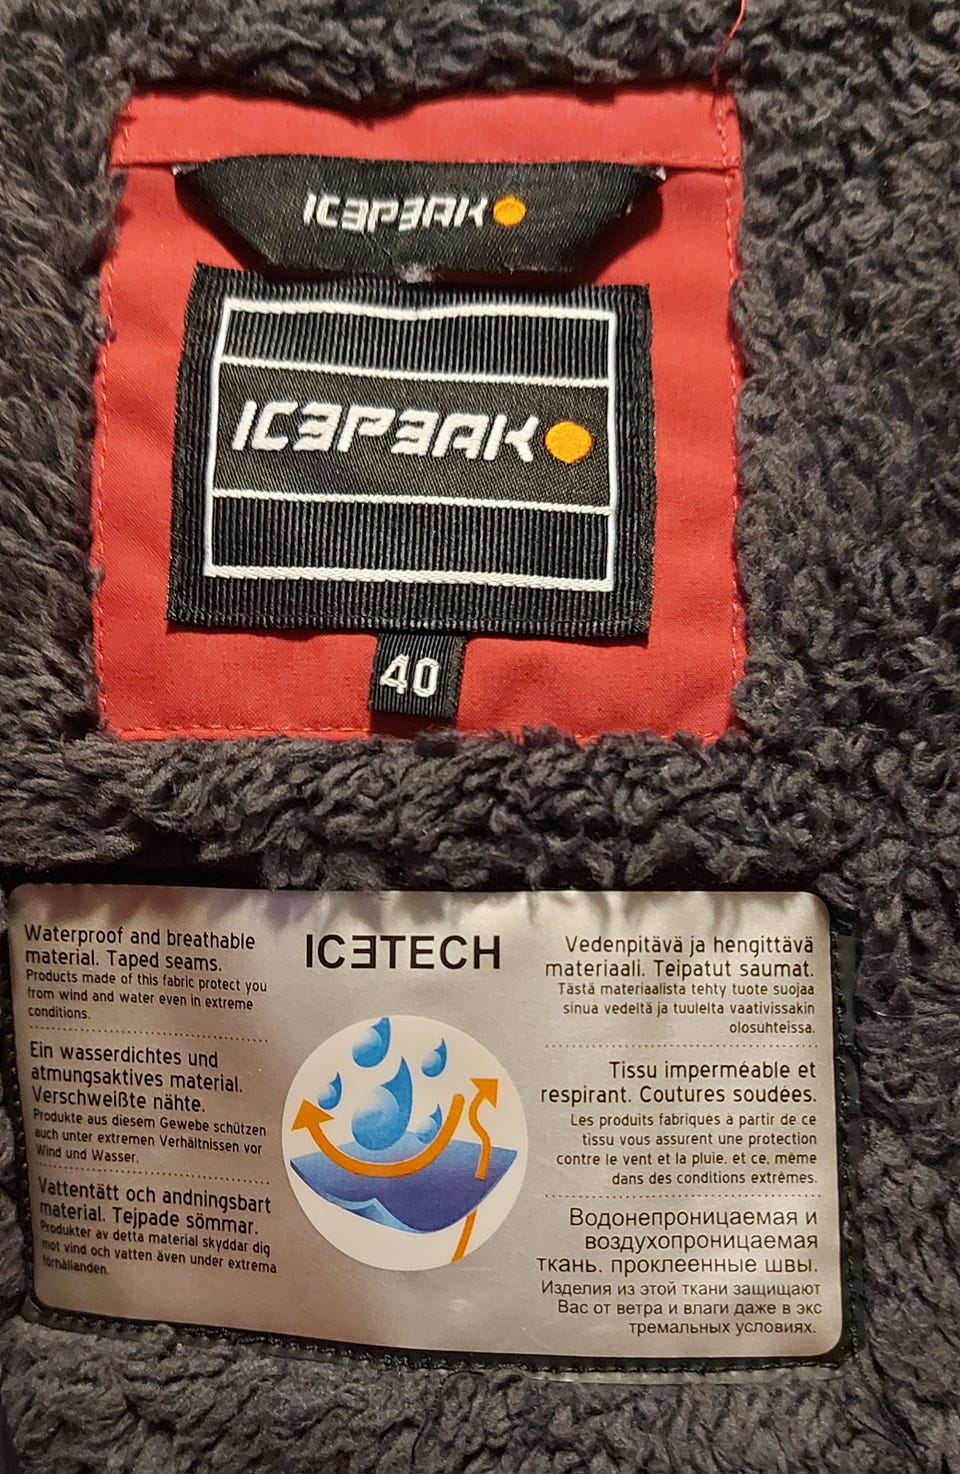 ICEPEAK
ICEPEAK
40
ICETECH
Waterproof and breathable
material. Taped seams.
Products made of this fabric protect you
from wind and water even in extreme
conditions.
Ein wasserdichtes und
atmungsaktives material.
Verschweißte nähte.
Produkte aus diesem Gewebe schützen
auch unter extremen Verhältnissen vor
Wind und Wasser.
Vattentätt och andningsbart
material. Tejpade sömmar.
Produkter av detta material skyddar dig
mot vind och vatten även under extrema
förhållanden.
Vedenpitävä ja hengittävä
materiaali. Teipatut saumat.
Tästä materiaalista tehty tuote suojaa
sinua vedeltä ja tuulelta vaativissakin
olosuhteissa.
Tissu imperméable et
respirant. Coutures soudées.
Les produits fabriqués à partir de ce
tissu vous assurent une protection
contre le vent et la pluie, et ce, même
dans des conditions extrêmes.
Водонепроницаемая и
воздухопроницаемая
ткань. проклеенные швы.
Изделия из этой ткани защищают
Вас от ветра и влаги даже в экс
тремальных условиях.